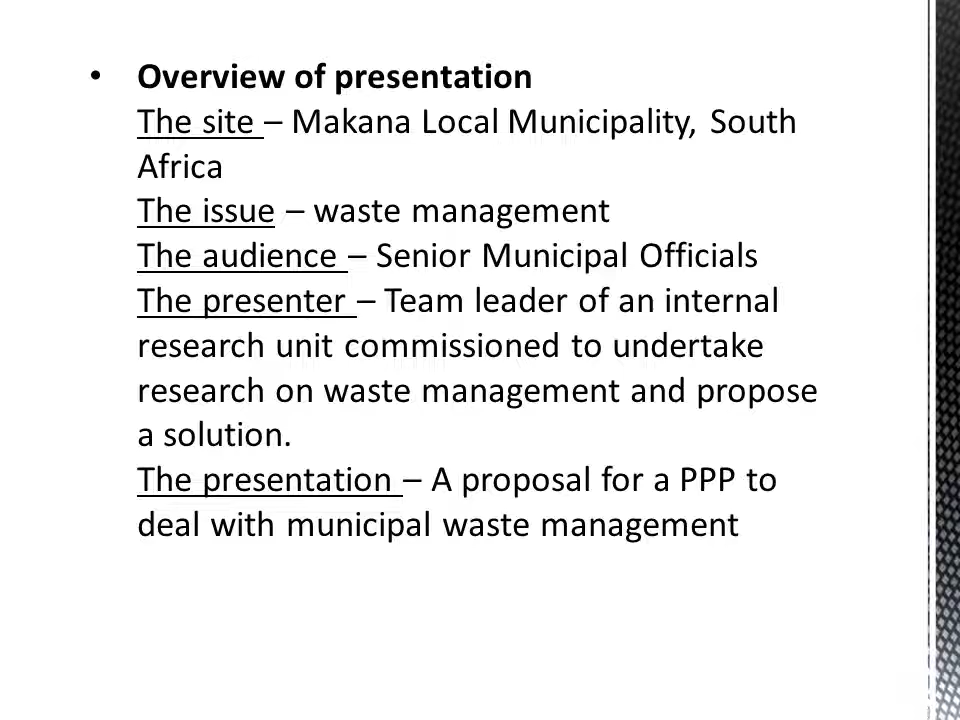 • Overview of presentation
The site – Makana Local Municipality, South
Africa
The issue – waste management
The audience – Senior Municipal Officials
The presenter – Team leader of an internal
research unit commissioned to undertake
research on waste management and propose
a solution.
The presentation – A proposal for a PPP to
deal with municipal waste management